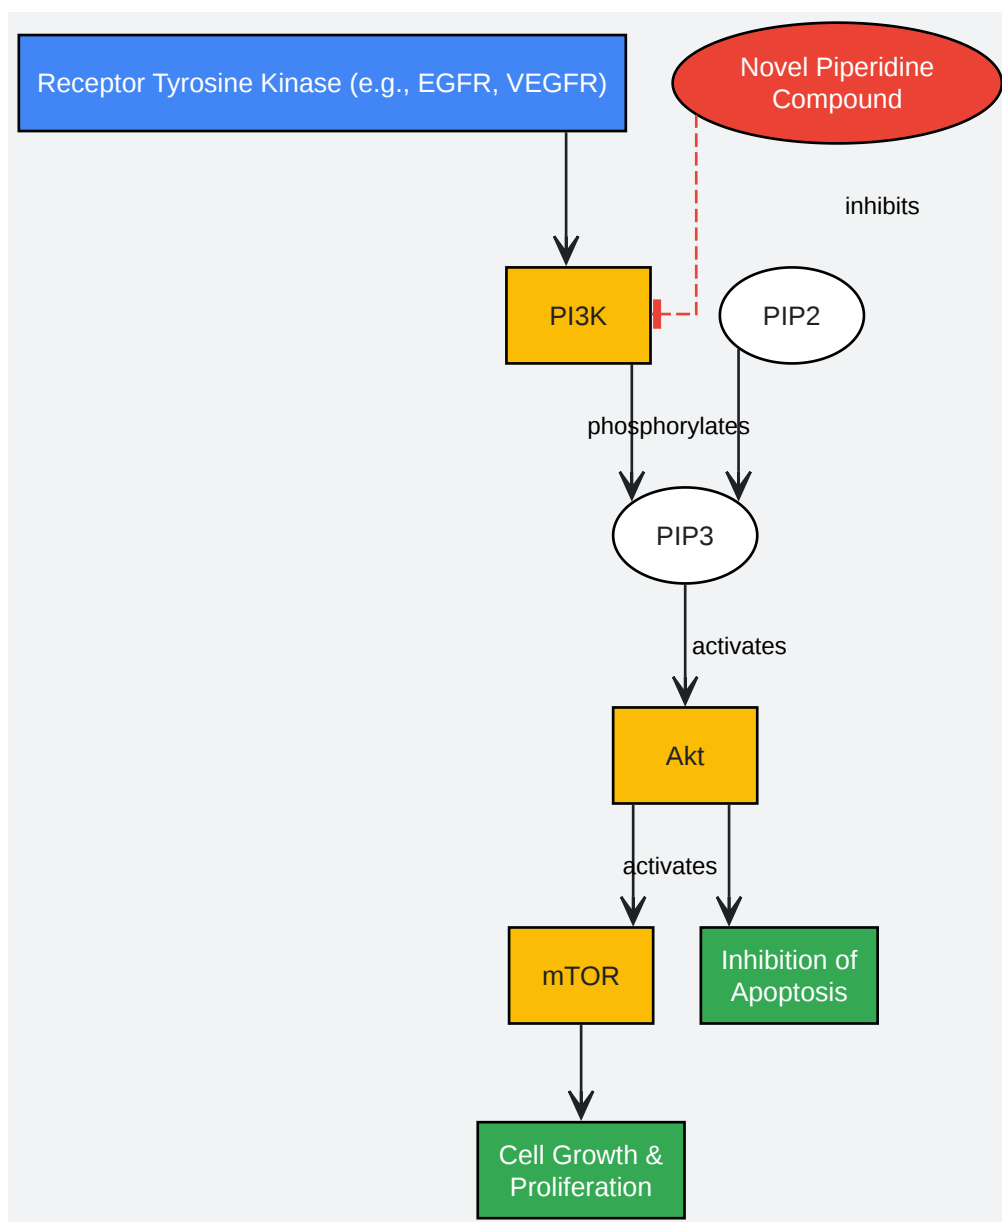 Receptor Tyrosine Kinase (e.g., EGFR, VEGFR)
Novel Piperidine
Compound
inhibits
PI3K
PIP2
phosphorylates
PIP3
activates
Akt
activates
mTOR
Inhibition of
Apoptosis
Cell Growth &
Proliferation